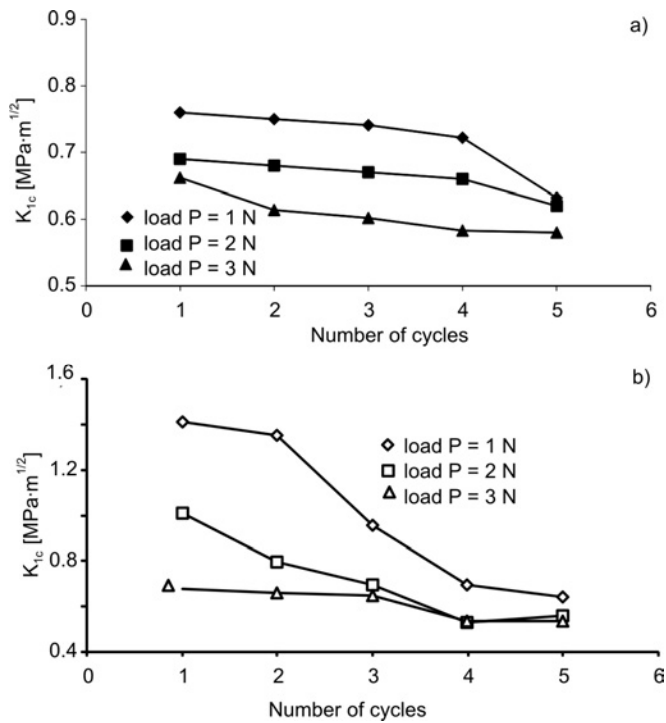 a)
0.9
0.8
0.7
0.6
0.5
K1c [MPa·m1/2]
load P = 1 N
load P = 2 N
load P = 3 N
0 1 2 3 4 5 6
Number of cycles
b)
1.6
1.2
0.8
0.4
K1c [MPa·m1/2]
load P = 1 N
load P = 2 N
load P = 3 N
0 1 2 3 4 5 6
Number of cycles